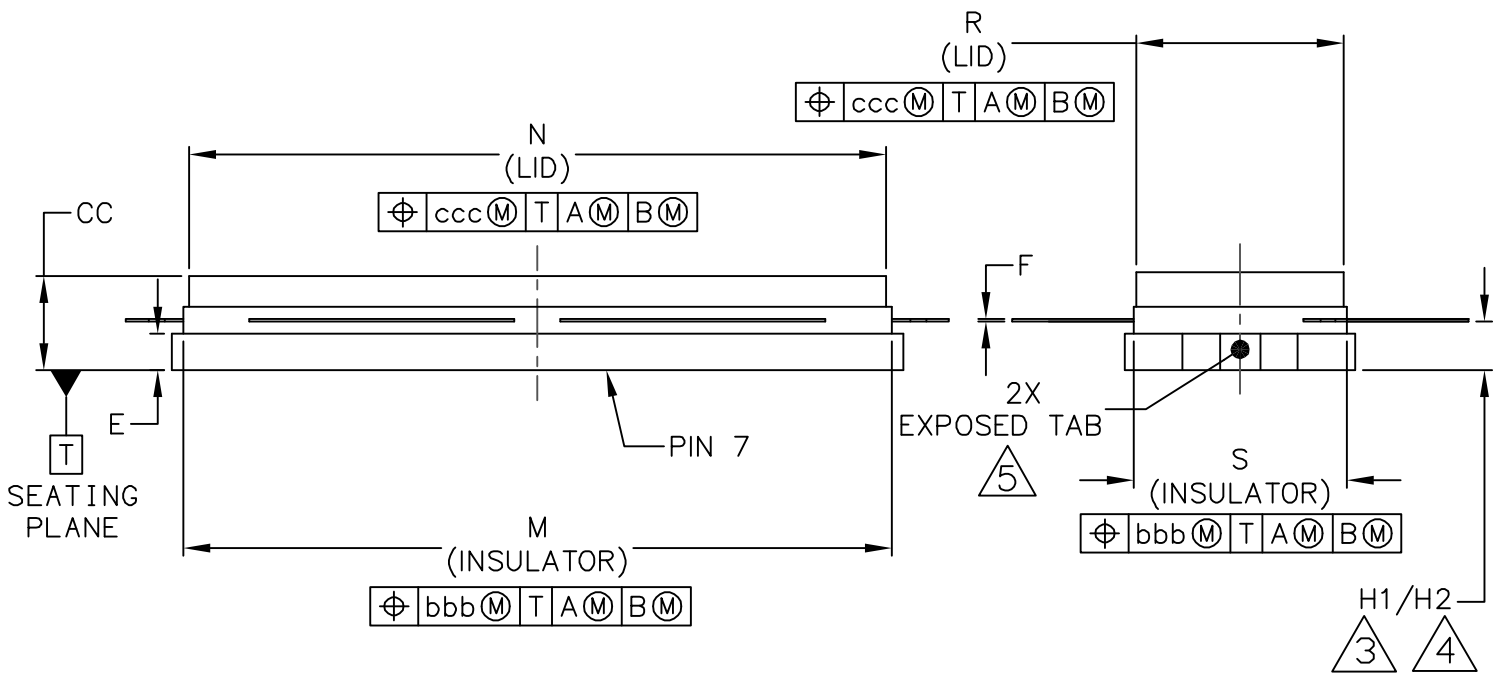 R
(LID)
⌖ ccc Ⓜ T A Ⓜ B Ⓜ
N
(LID)
⌖ ccc Ⓜ T A Ⓜ B Ⓜ
CC
F
E
2X
EXPOSED TAB
5
PIN 7
T
SEATING
PLANE
S
(INSULATOR)
⌖ bbb Ⓜ T A Ⓜ B Ⓜ
M
(INSULATOR)
⌖ bbb Ⓜ T A Ⓜ B Ⓜ
H1/H2
3 4